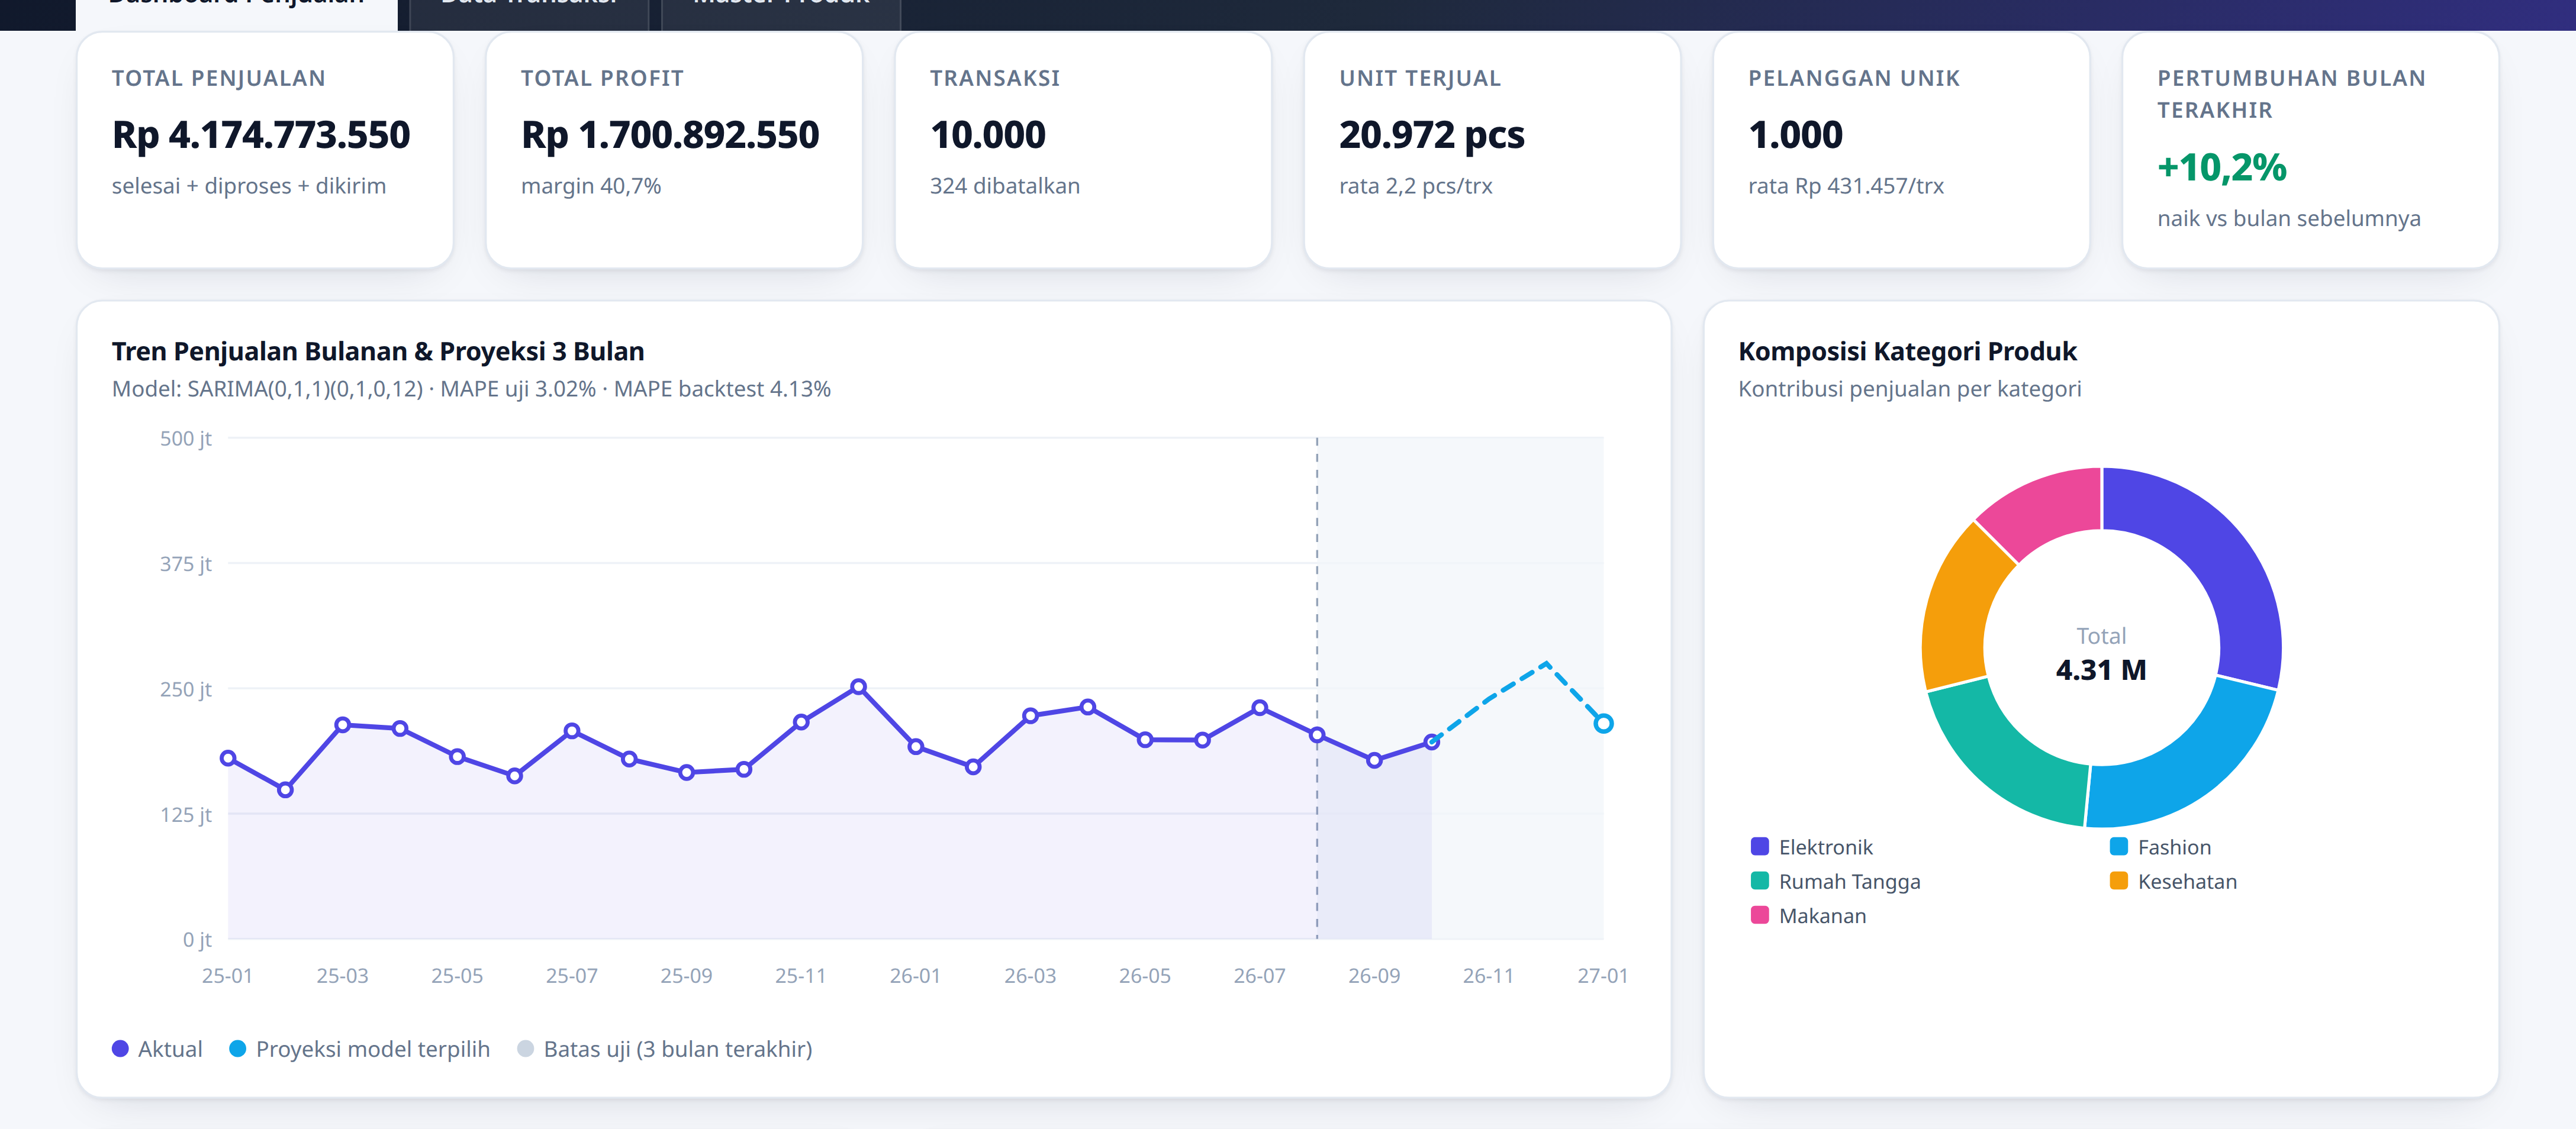 Dashboard Penjualan
Data Transaksi
Master Produk
TOTAL PENJUALAN
Rp 4.174.773.550
selesai + diproses + dikirim
TOTAL PROFIT
Rp 1.700.892.550
margin 40,7%
TRANSAKSI
10.000
324 dibatalkan
UNIT TERJUAL
20.972 pcs
rata 2,2 pcs/trx
PELANGGAN UNIK
1.000
rata Rp 431.457/trx
PERTUMBUHAN BULAN
TERAKHIR
+10,2%
naik vs bulan sebelumnya
Tren Penjualan Bulanan & Proyeksi 3 Bulan
Model: SARIMA(0,1,1)(0,1,0,12) · MAPE uji 3.02% · MAPE backtest 4.13%
500 jt
375 jt
250 jt
125 jt
0 jt
25-01
25-03
25-05
25-07
25-09
25-11
26-01
26-03
26-05
26-07
26-09
26-11
27-01
Aktual
Proyeksi model terpilih
Batas uji (3 bulan terakhir)
Komposisi Kategori Produk
Kontribusi penjualan per kategori
Total
4.31 M
Elektronik
Fashion
Rumah Tangga
Kesehatan
Makanan